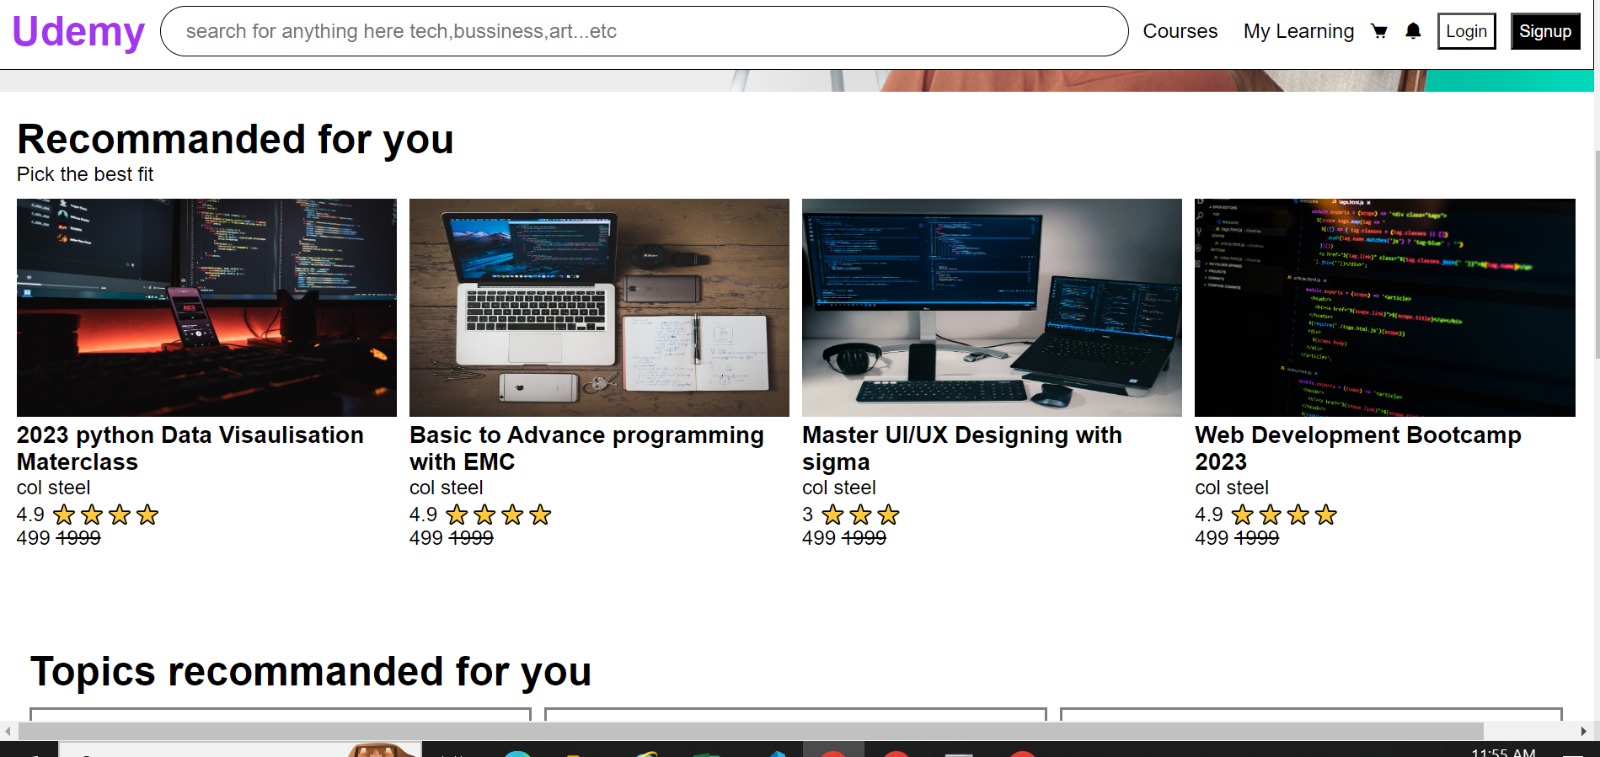 Udemy
search for anything here tech,bussiness,art...etc
Courses
My Learning
Login
Signup
Recommanded for you
Pick the best fit
2023 python Data Visaulisation
Materclass
col steel
4.9
499 1999
Basic to Advance programming
with EMC
col steel
4.9
499 1999
Master UI/UX Designing with
sigma
col steel
3
499 1999
Web Development Bootcamp
2023
col steel
4.9
499 1999
Topics recommanded for you
11:55 AM